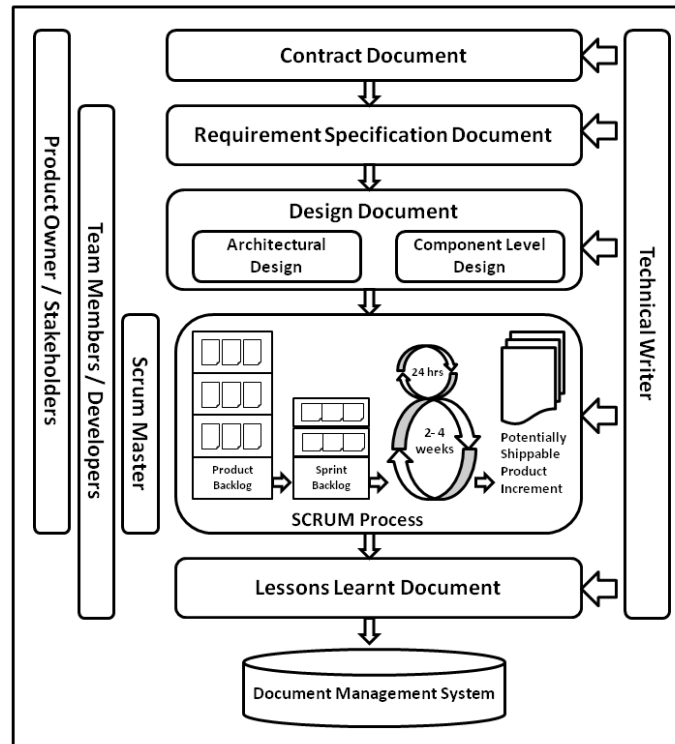 Contract Document
Requirement Specification Document
Design Document
Architectural
Design
Component Level
Design
Product Owner / Stakeholders
Team Members / Developers
Scrum Master
Technical Writer
24 hrs
2- 4
weeks
Product
Backlog
Sprint
Backlog
Potentially
Shippable
Product
Increment
SCRUM Process
Lessons Learnt Document
Document Management System